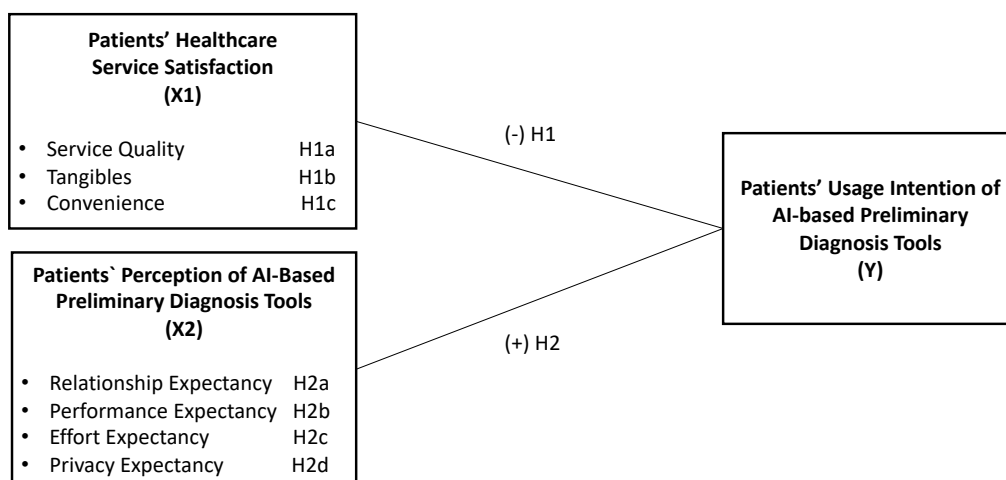 Patients’ Healthcare
Service Satisfaction
(X1)
• Service Quality H1a
• Tangibles H1b
• Convenience H1c
(-) H1
Patients’ Usage Intention of
AI-based Preliminary
Diagnosis Tools
(Y)
Patients` Perception of AI-Based
Preliminary Diagnosis Tools
(X2)
• Relationship Expectancy H2a
• Performance Expectancy H2b
• Effort Expectancy H2c
• Privacy Expectancy H2d
(+) H2